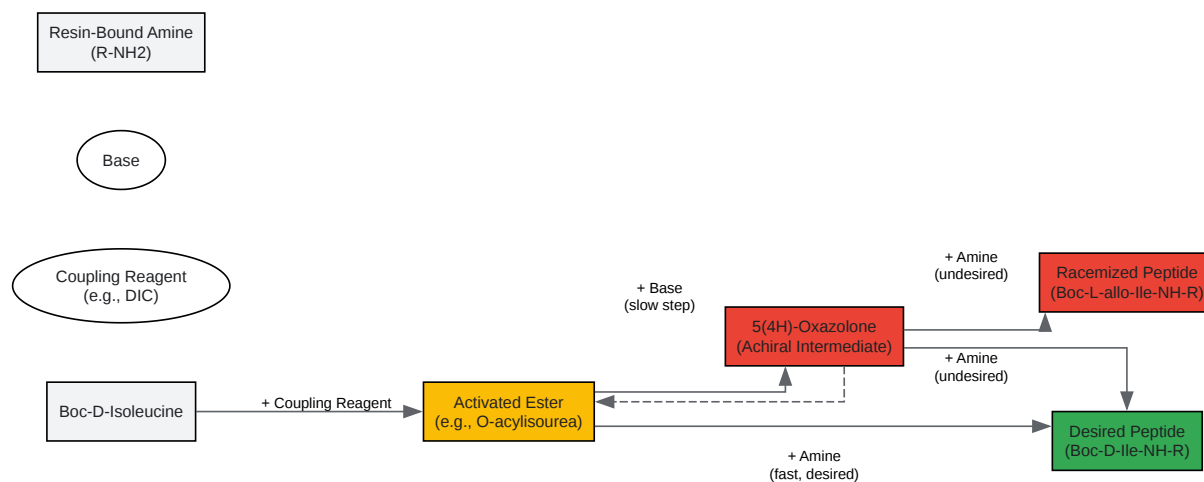 Resin-Bound Amine
(R-NH2)
Base
Coupling Reagent
(e.g., DIC)
Boc-D-Isoleucine
+ Coupling Reagent
Activated Ester
(e.g., O-acylisourea)
+ Base
(slow step)
5(4H)-Oxazolone
(Achiral Intermediate)
+ Amine
(undesired)
Racemized Peptide
(Boc-L-allo-Ile-NH-R)
+ Amine
(undesired)
+ Amine
(fast, desired)
Desired Peptide
(Boc-D-Ile-NH-R)